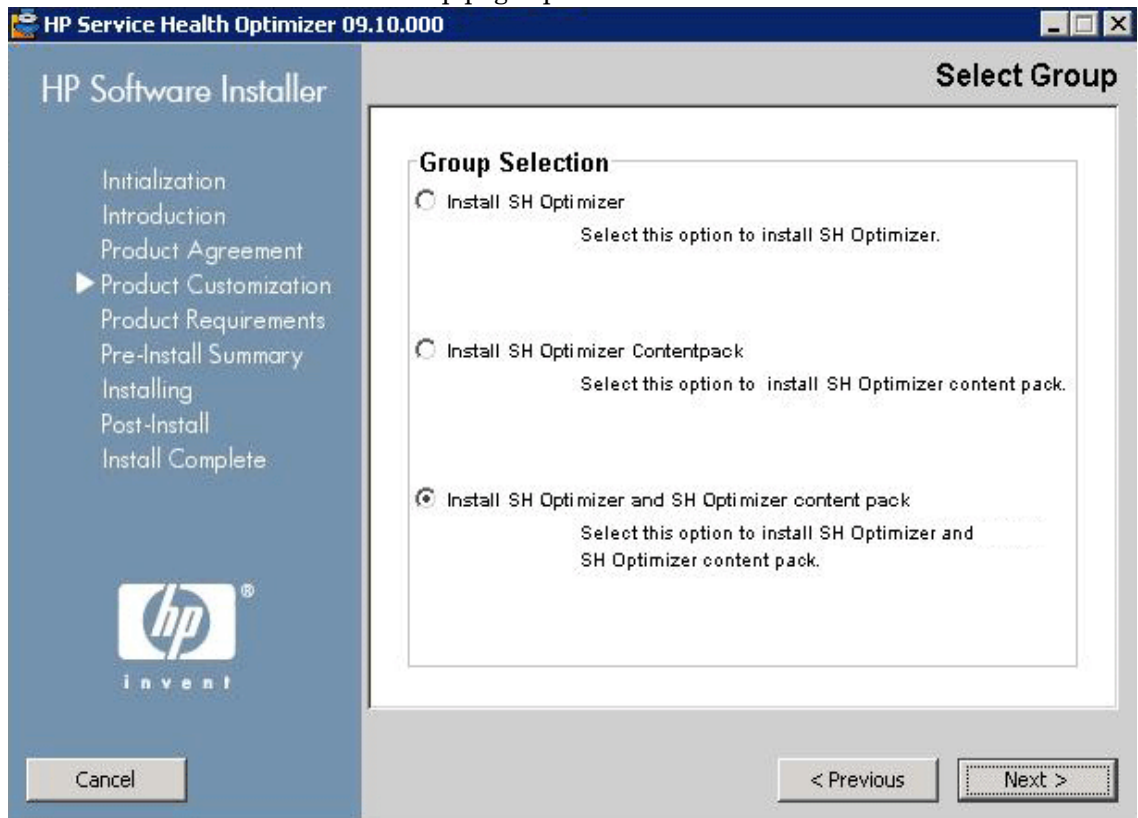 HP Service Health Optimizer 09.10.000
HP Software Installer
Select Group
Initialization
Introduction
Product Agreement
Product Customization
Product Requirements
Pre-Install Summary
Installing
Post-Install
Install Complete
Group Selection
Install SH Optimizer
Select this option to install SH Optimizer.
Install SH Optimizer Contentpack
Select this option to install SH Optimizer content pack.
Install SH Optimizer and SH Optimizer content pack
Select this option to install SH Optimizer and
SH Optimizer content pack.
hp ®
invent
Cancel
< Previous
Next >